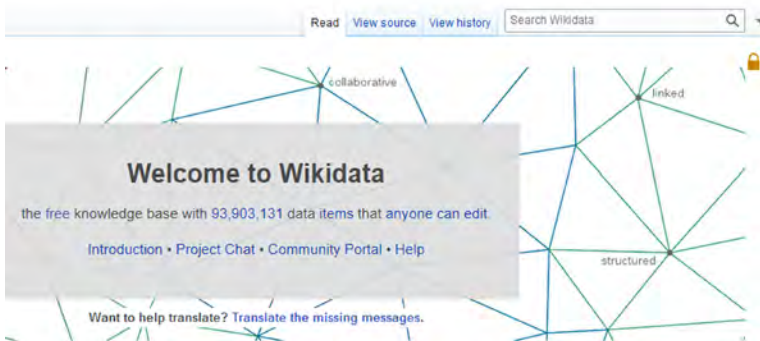 Read View source View history Search Wikidata
collaborative
linked
Welcome to Wikidata
the free knowledge base with 93,903,131 data items that anyone can edit.
Introduction • Project Chat • Community Portal • Help
structured
Want to help translate? Translate the missing messages.